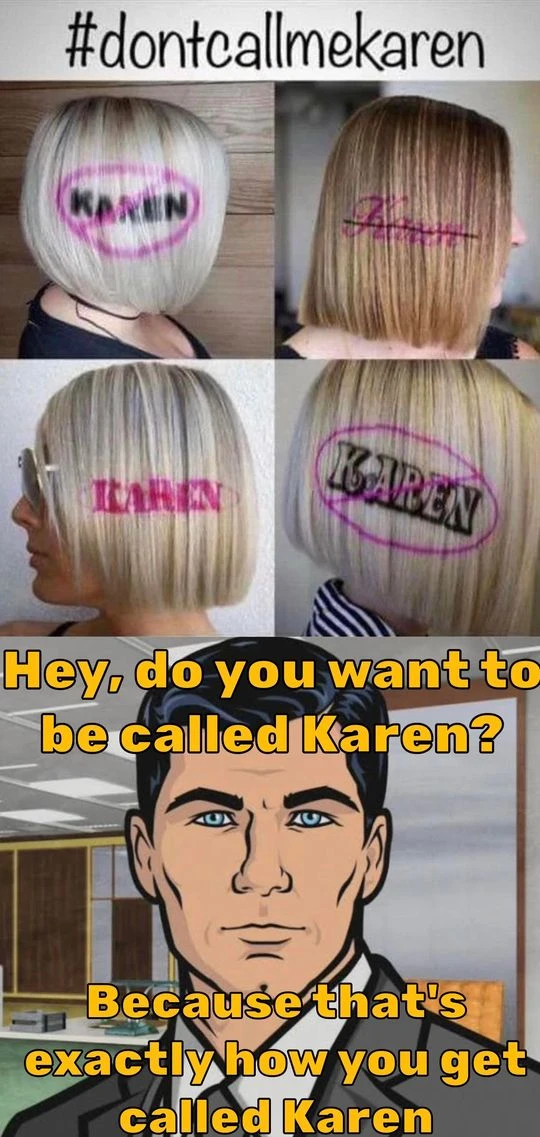 #dontcallmekaren
KAREN
Karen
KAREN
KAREN
Hey, do you want to
be called Karen?
Because that's
exactly how you get
called Karen